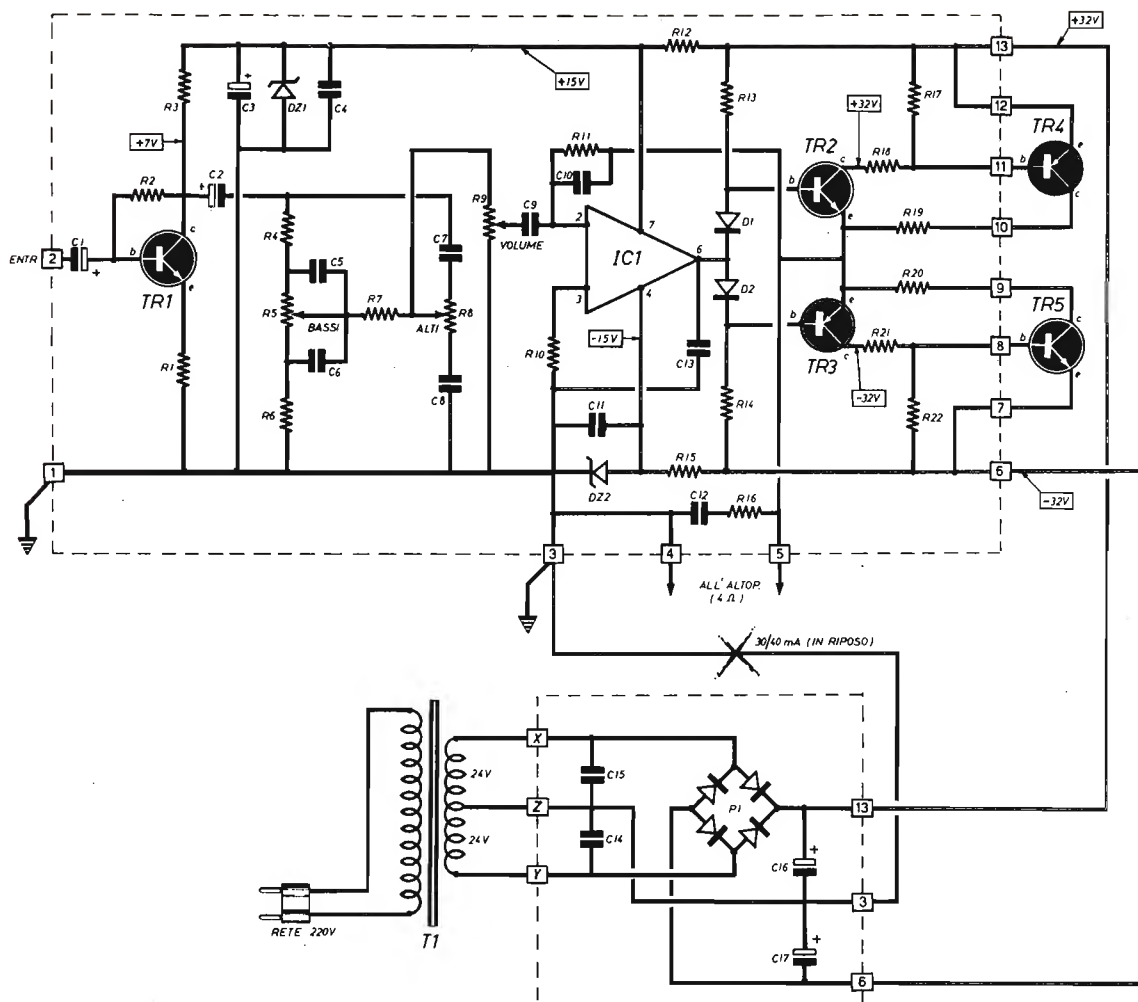 R12
13
+32V
+15V
R3
C3
DZ1
C4
R13
R17
12
+7V
R11
+32V
TR2
TR4
e
R2
C2
+
C10
c
R18
11
b
R9
C9
b
c
R4
C7
2
7
D1
e
R19
10
ENTR
2
C1
+
b
c
VOLUME
IC1
6
TR1
e
C5
R7
R8
3
4
D2
e
R20
9
R5
BASSI
ALTI
-15V
b
c
TR5
R10
C13
TR3
c
R21
8
b
R1
C6
C8
-32V
e
R6
C11
R14
R22
7
1
DZ2
R15
6
-32V
C12
R16
3
4
5
ALL' ALTOP.
(4 Ω)
30/40 mA (IN RIPOSO)
X
24V
C15
Z
P1
13
24V
C14
+
C16
Y
3
RETE 220V
T1
+
C17
6